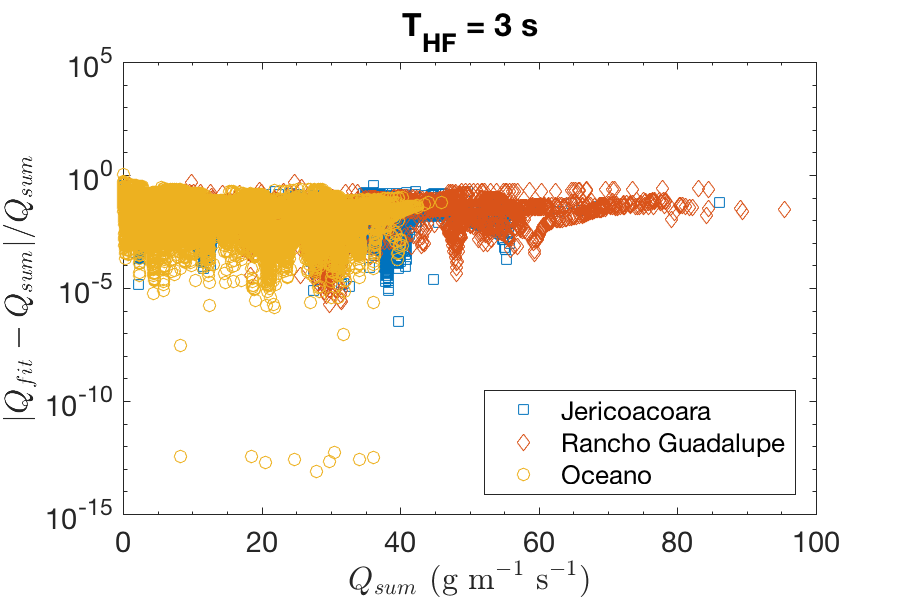 T_HF = 3 s
|Q_fit − Q_sum|/Q_sum
10^5
10^0
10^-5
10^-10
10^-15
Jericoacoara
Rancho Guadalupe
Oceano
0 20 40 60 80 100
Q_sum (g m^−1 s^−1)